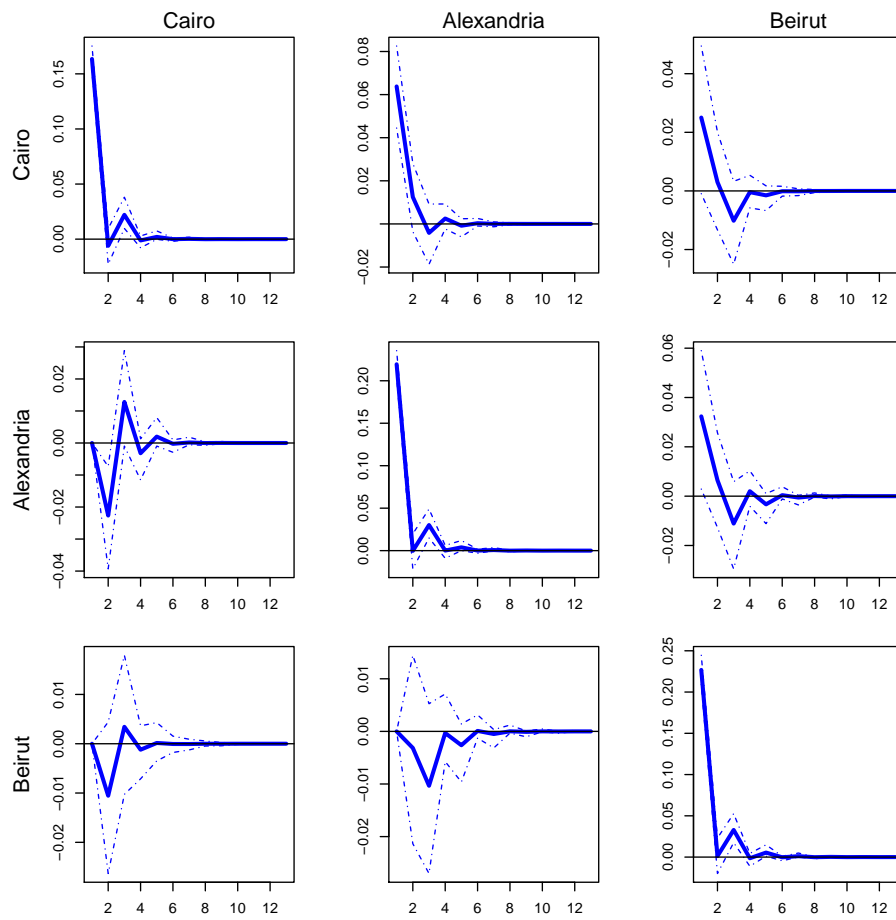 Cairo Alexandria Beirut
Cairo
0.00 0.05 0.10 0.15
2 4 6 8 10 12
−0.02 0.00 0.02 0.04 0.06 0.08
2 4 6 8 10 12
−0.02 0.00 0.02 0.04
2 4 6 8 10 12
Alexandria
−0.04 −0.02 0.00 0.02
2 4 6 8 10 12
0.00 0.05 0.10 0.15 0.20
2 4 6 8 10 12
−0.02 0.00 0.02 0.04 0.06
2 4 6 8 10 12
Beirut
−0.02 −0.01 0.00 0.01
2 4 6 8 10 12
−0.02 −0.01 0.00 0.01
2 4 6 8 10 12
0.00 0.05 0.10 0.15 0.20 0.25
2 4 6 8 10 12